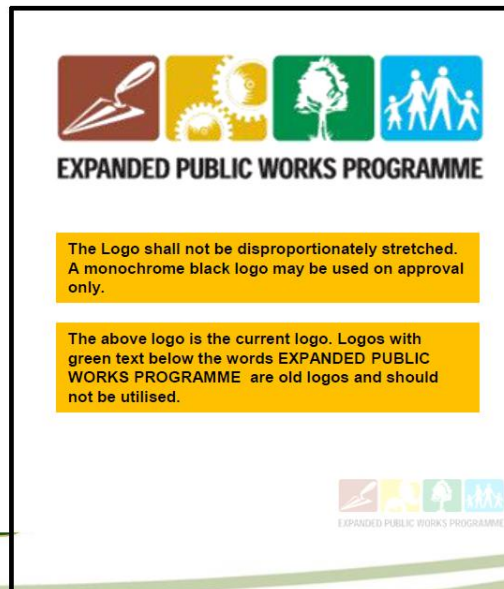 EXPANDED PUBLIC WORKS PROGRAMME
The Logo shall not be disproportionately stretched.
A monochrome black logo may be used on approval
only.
The above logo is the current logo. Logos with
green text below the words EXPANDED PUBLIC
WORKS PROGRAMME are old logos and should
not be utilised.
EXPANDED PUBLIC WORKS PROGRAMME